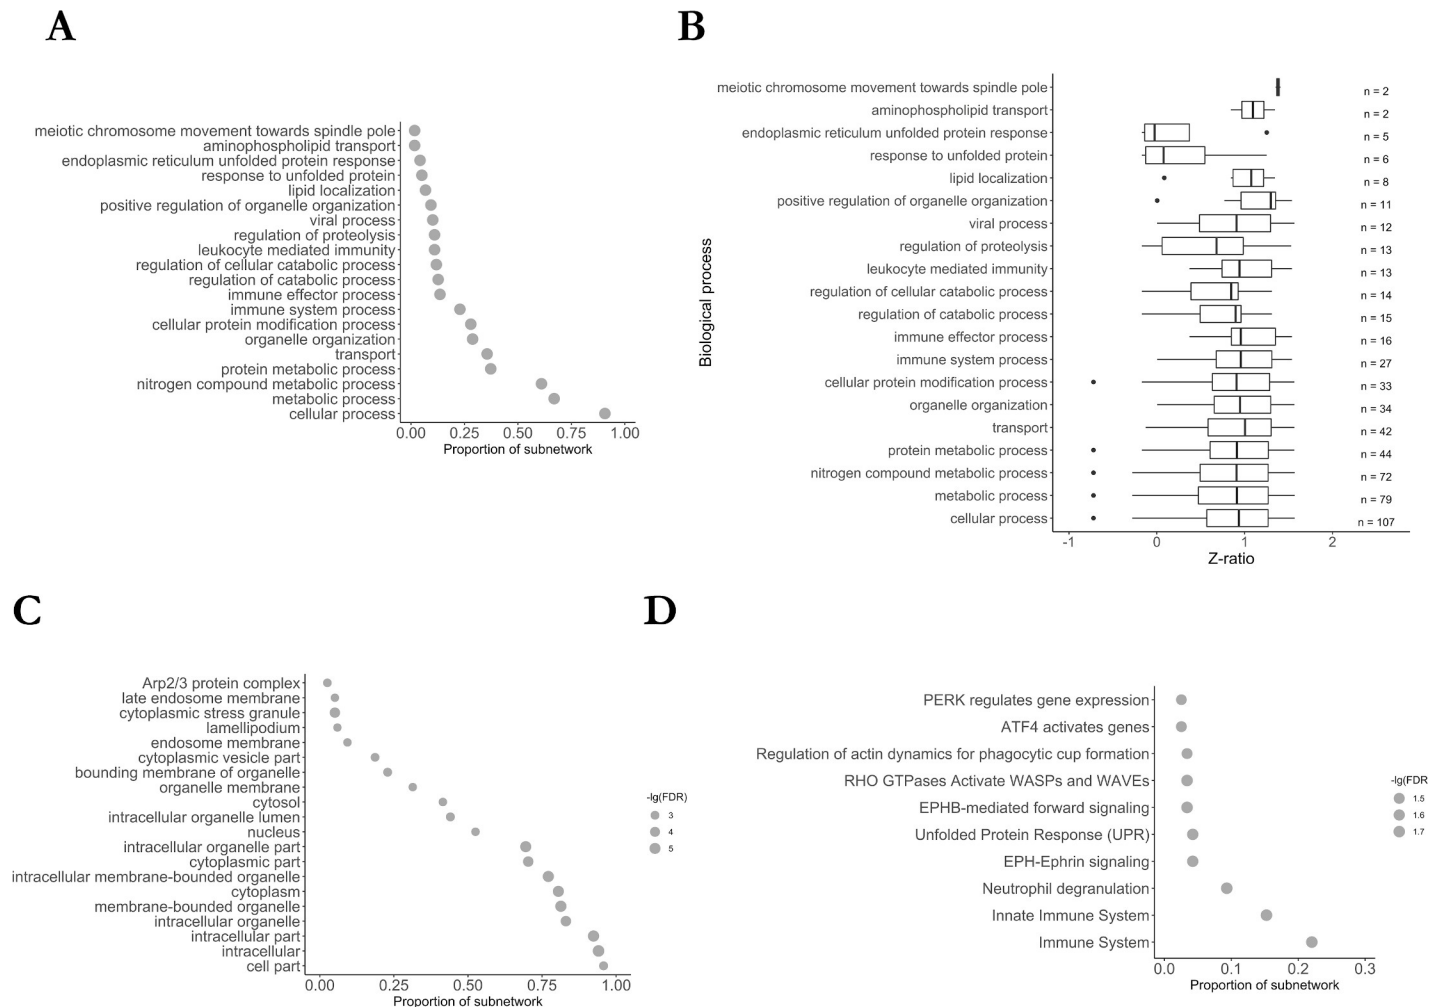 A
meiotic chromosome movement towards spindle pole
aminophospholipid transport
endoplasmic reticulum unfolded protein response
response to unfolded protein
lipid localization
positive regulation of organelle organization
viral process
regulation of proteolysis
leukocyte mediated immunity
regulation of cellular catabolic process
regulation of catabolic process
immune effector process
immune system process
cellular protein modification process
organelle organization
transport
protein metabolic process
nitrogen compound metabolic process
metabolic process
cellular process
0.00 0.25 0.50 0.75 1.00
Proportion of subnetwork
B
Biological process
meiotic chromosome movement towards spindle pole n = 2
aminophospholipid transport n = 2
endoplasmic reticulum unfolded protein response n = 5
response to unfolded protein n = 6
lipid localization n = 8
positive regulation of organelle organization n = 11
viral process n = 12
regulation of proteolysis n = 13
leukocyte mediated immunity n = 13
regulation of cellular catabolic process n = 14
regulation of catabolic process n = 15
immune effector process n = 16
immune system process n = 27
cellular protein modification process n = 33
organelle organization n = 34
transport n = 42
protein metabolic process n = 44
nitrogen compound metabolic process n = 72
metabolic process n = 79
cellular process n = 107
-1 0 1 2
Z-ratio
C
Arp2/3 protein complex
late endosome membrane
cytoplasmic stress granule
lamellipodium
endosome membrane
cytoplasmic vesicle part
bounding membrane of organelle
organelle membrane
cytosol
intracellular organelle lumen
nucleus
intracellular organelle part
cytoplasmic part
intracellular membrane-bounded organelle
cytoplasm
membrane-bounded organelle
intracellular organelle
intracellular part
intracellular
cell part
0.00 0.25 0.50 0.75 1.00
Proportion of subnetwork
-lg(FDR)
3
4
5
D
PERK regulates gene expression
ATF4 activates genes
Regulation of actin dynamics for phagocytic cup formation
RHO GTPases Activate WASPs and WAVEs
EPHB-mediated forward signaling
Unfolded Protein Response (UPR)
EPH-Ephrin signaling
Neutrophil degranulation
Innate Immune System
Immune System
0.0 0.1 0.2 0.3
Proportion of subnetwork
-lg(FDR
1.5
1.6
1.7